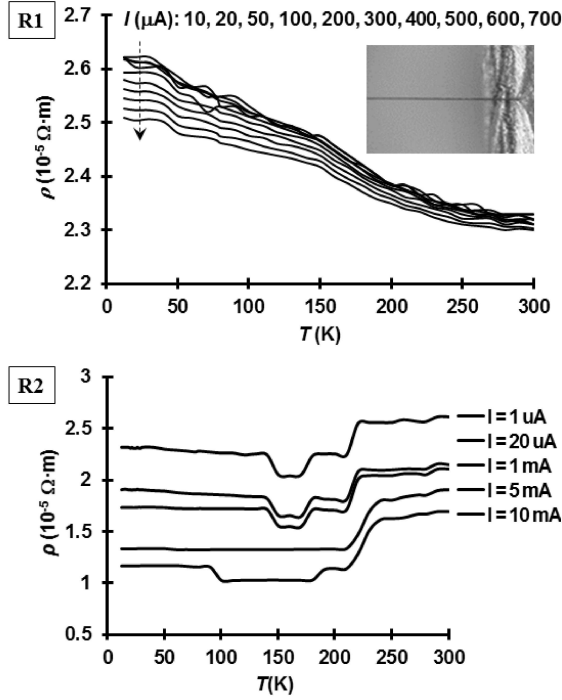 R1
I (μA): 10, 20, 50, 100, 200, 300, 400, 500, 600, 700
2.7
2.6
2.5
2.4
2.3
2.2
ρ (10⁻⁵ Ω·m)
0 50 100 150 200 250 300
T (K)
R2
3
2.5
2
1.5
1
0.5
ρ (10⁻⁵ Ω·m)
0 50 100 150 200 250 300
T(K)
I = 1 uA
I = 20 uA
I = 1 mA
I = 5 mA
I = 10 mA